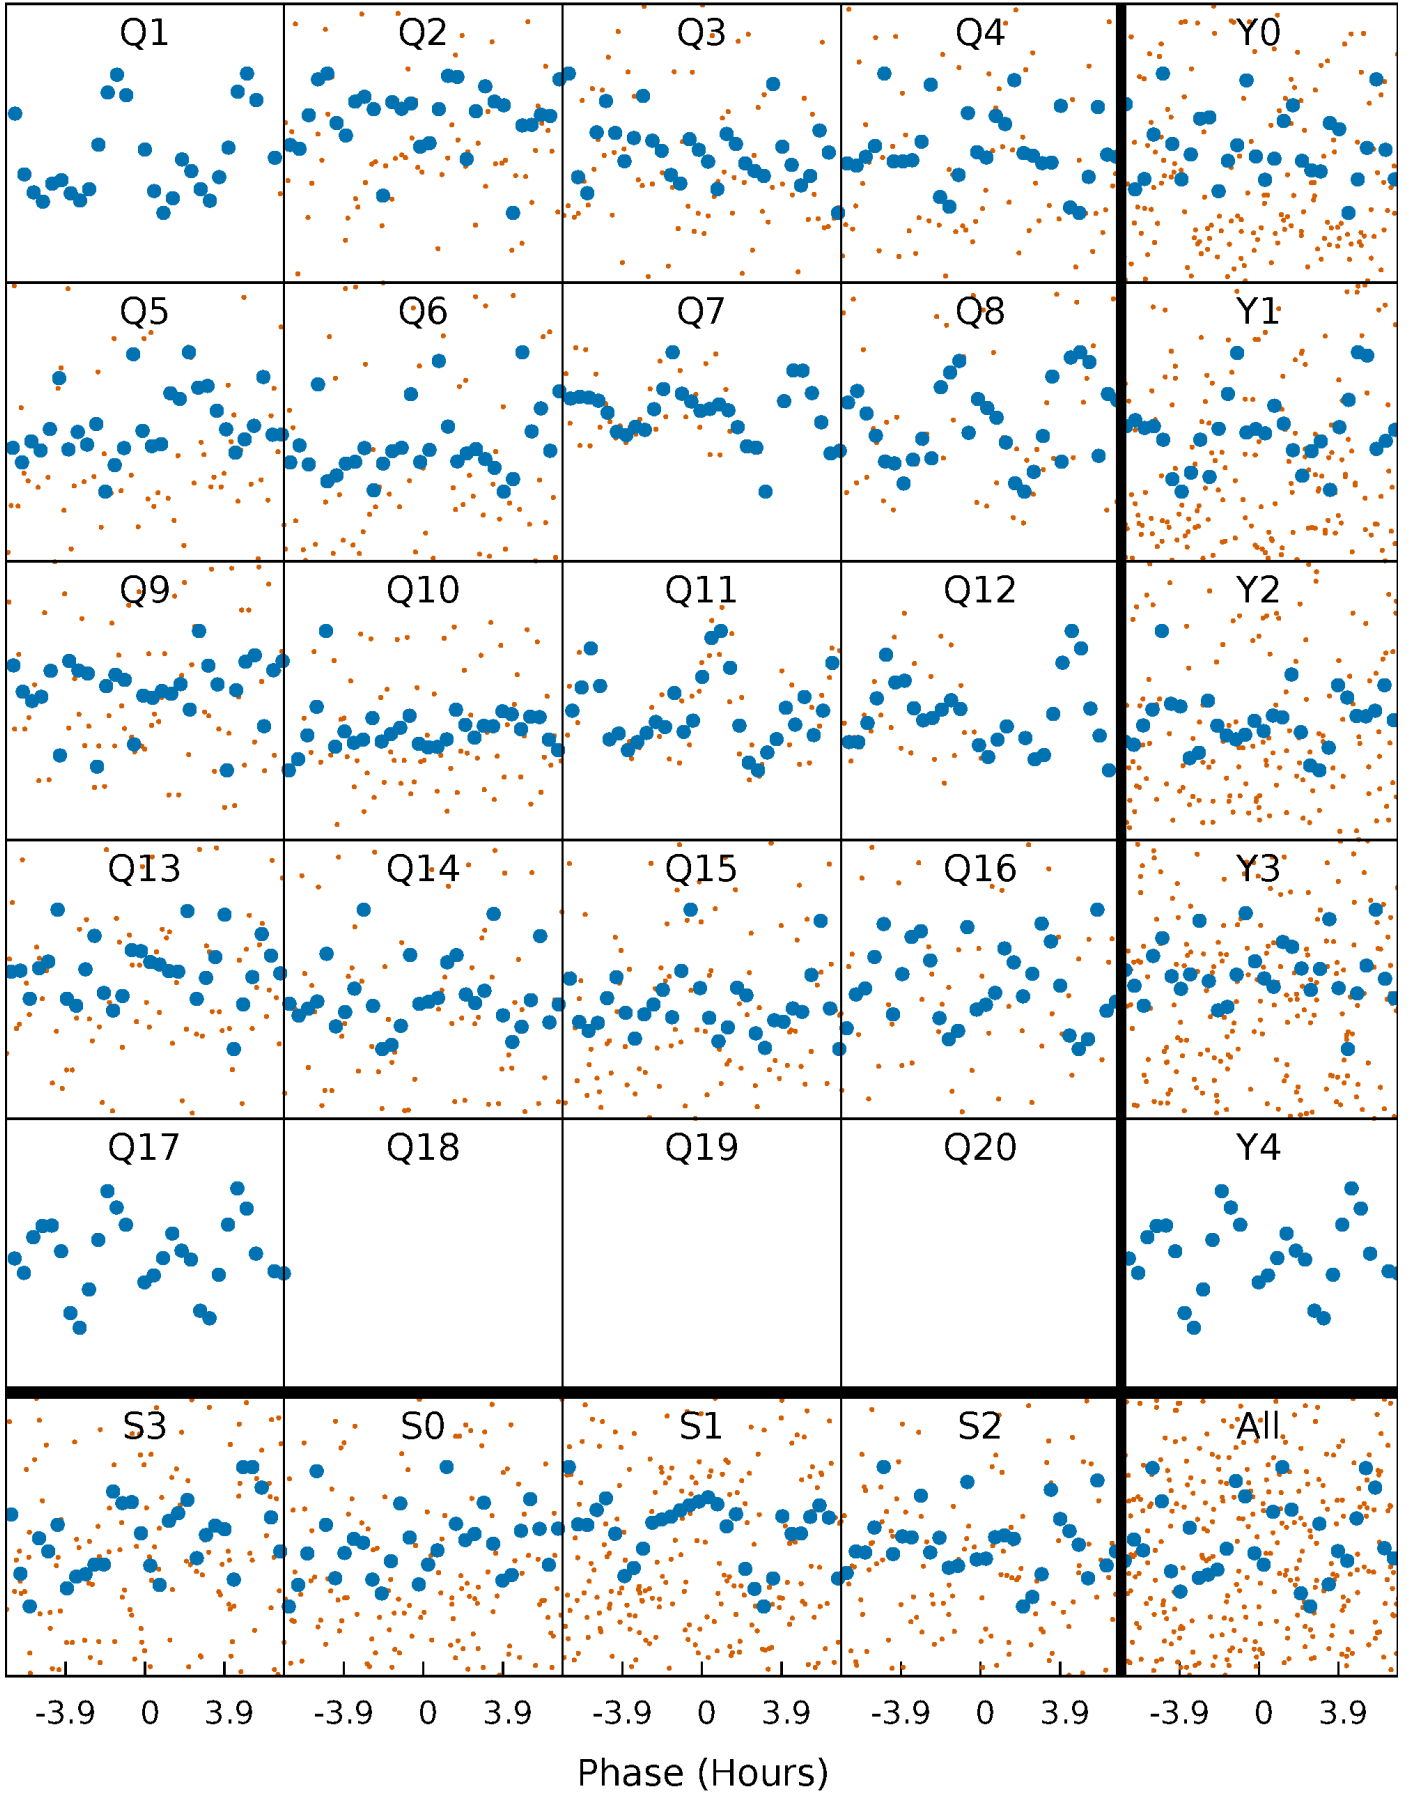 Q1 Q2 Q3 Q4 Y0
Q5 Q6 Q7 Q8 Y1
Q9 Q10 Q11 Q12 Y2
Q13 Q14 Q15 Q16 Y3
Q17 Q18 Q19 Q20 Y4
S3 S0 S1 S2 All
-3.9 0 3.9 -3.9 0 3.9 -3.9 0 3.9 -3.9 0 3.9 -3.9 0 3.9
Phase (Hours)